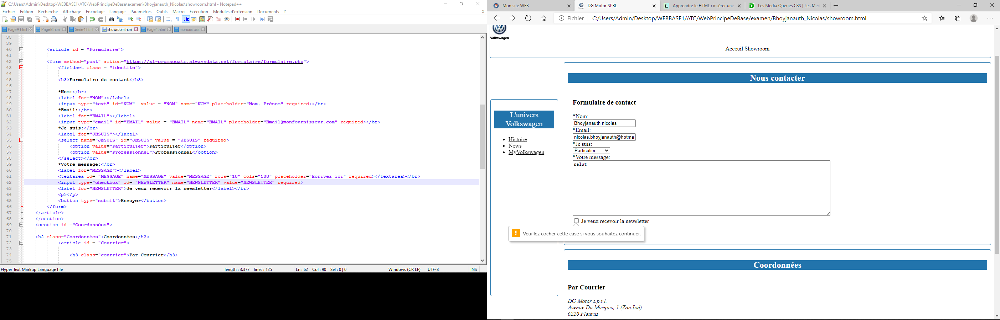 C:\Users\Admin\Desktop\WEBBASE1\ATC\WebPrincipeDeBase\examen\Bhoyjanauth_Nicolas\showroom.html - Notepad++
Fichier Édition Recherche Affichage Encodage Langage Paramètres Outils Macro Exécution Modules d'extension Documents ? X
PageA.html PageB.html Serie4.html showroom.html Page1.html moncss.css
38
39
40 <article id = "Formulaire">
41
42 <form method="post" action="https://xl-promsocatc.alwaysdata.net/formulaire/formulaire.php">
43 <fieldset class = "identite">
44
45 <h3>Formulaire de contact</h3>
46
47 *Nom:</br>
48 <label for="NOM"></label>
49 <input type="text" id="NOM"  value = "NOM" name="NOM" placeholder="Nom, Prénom" required></br>
50 *Email:</br>
51 <label for="EMAIL"></label>
52 <input type="email" id="EMAIL" value = "EMAIL" name="EMAIL" placeholder="Email@monfournisseur.com" required></br>
53 *Je suis:</br>
54 <label for="JESUIS"></label>
55 <select name="JESUIS" id="JESUIS" value = "JESUIS" required>
56 <option value="Particulier">Particulier</option>
57 <option value="Professionnel">Professionnel</option>
58 </select></br>
59 *Votre message:</br>
60 <label for="MESSAGE"></label>
61 <textarea id= "MESSAGE" name="MESSAGE" value="MESSAGE" rows="10" cols="100" placeholder="Ecrivez ici" required></textarea></br>
62 <input type="checkbox" id= "NEWSLETTER" name="NEWSLETTER" value="NEWSLETTER" required>
63 <label for="NEWSLETTER">Je veux recevoir la newsletter</label></br>
64 <p></p>
65 <button type="submit">Envoyer</button>
66 </form>
67 </article>
68 </section>
69 <section id ="Coordonnées">
70
71 <h2 class="Coordonnées">Coordonnées</h2>
72 <article id = "Courrier">
73
74 <h3 class="courrier">Par Courrier</h3>
75
Hyper Text Markup Language file length : 3.377 lines : 125 Ln : 62 Col : 90 Sel : 0 | 0 Windows (CR LF) UTF-8 INS
Mon site WEB DG Motor SPRL Apprendre le HTML : insérer une Les Media Queries CSS | Les Med
Fichier C:/Users/Admin/Desktop/WEBBASE1/ATC/WebPrincipeDeBase/examen/Bhoyjanauth_Nicolas/showroom.html
Volkswagen
Acceuil Showroom
L'univers
Volkswagen
Histoire
News
MyVolkswagen
Nous contacter
Formulaire de contact
*Nom:
Bhoyjanauth nicolas
*Email:
nicolas.bhoyjanauth@hotma
*Je suis:
Particulier
*Votre message:
salut
Je veux recevoir la newsletter
! Veuillez cocher cette case si vous souhaitez continuer.
Coordonnées
Par Courrier
DG Motor s.p.r.l.
Avenue Du Marquis, 1 (Zon.Ind)
6220 Fleurus